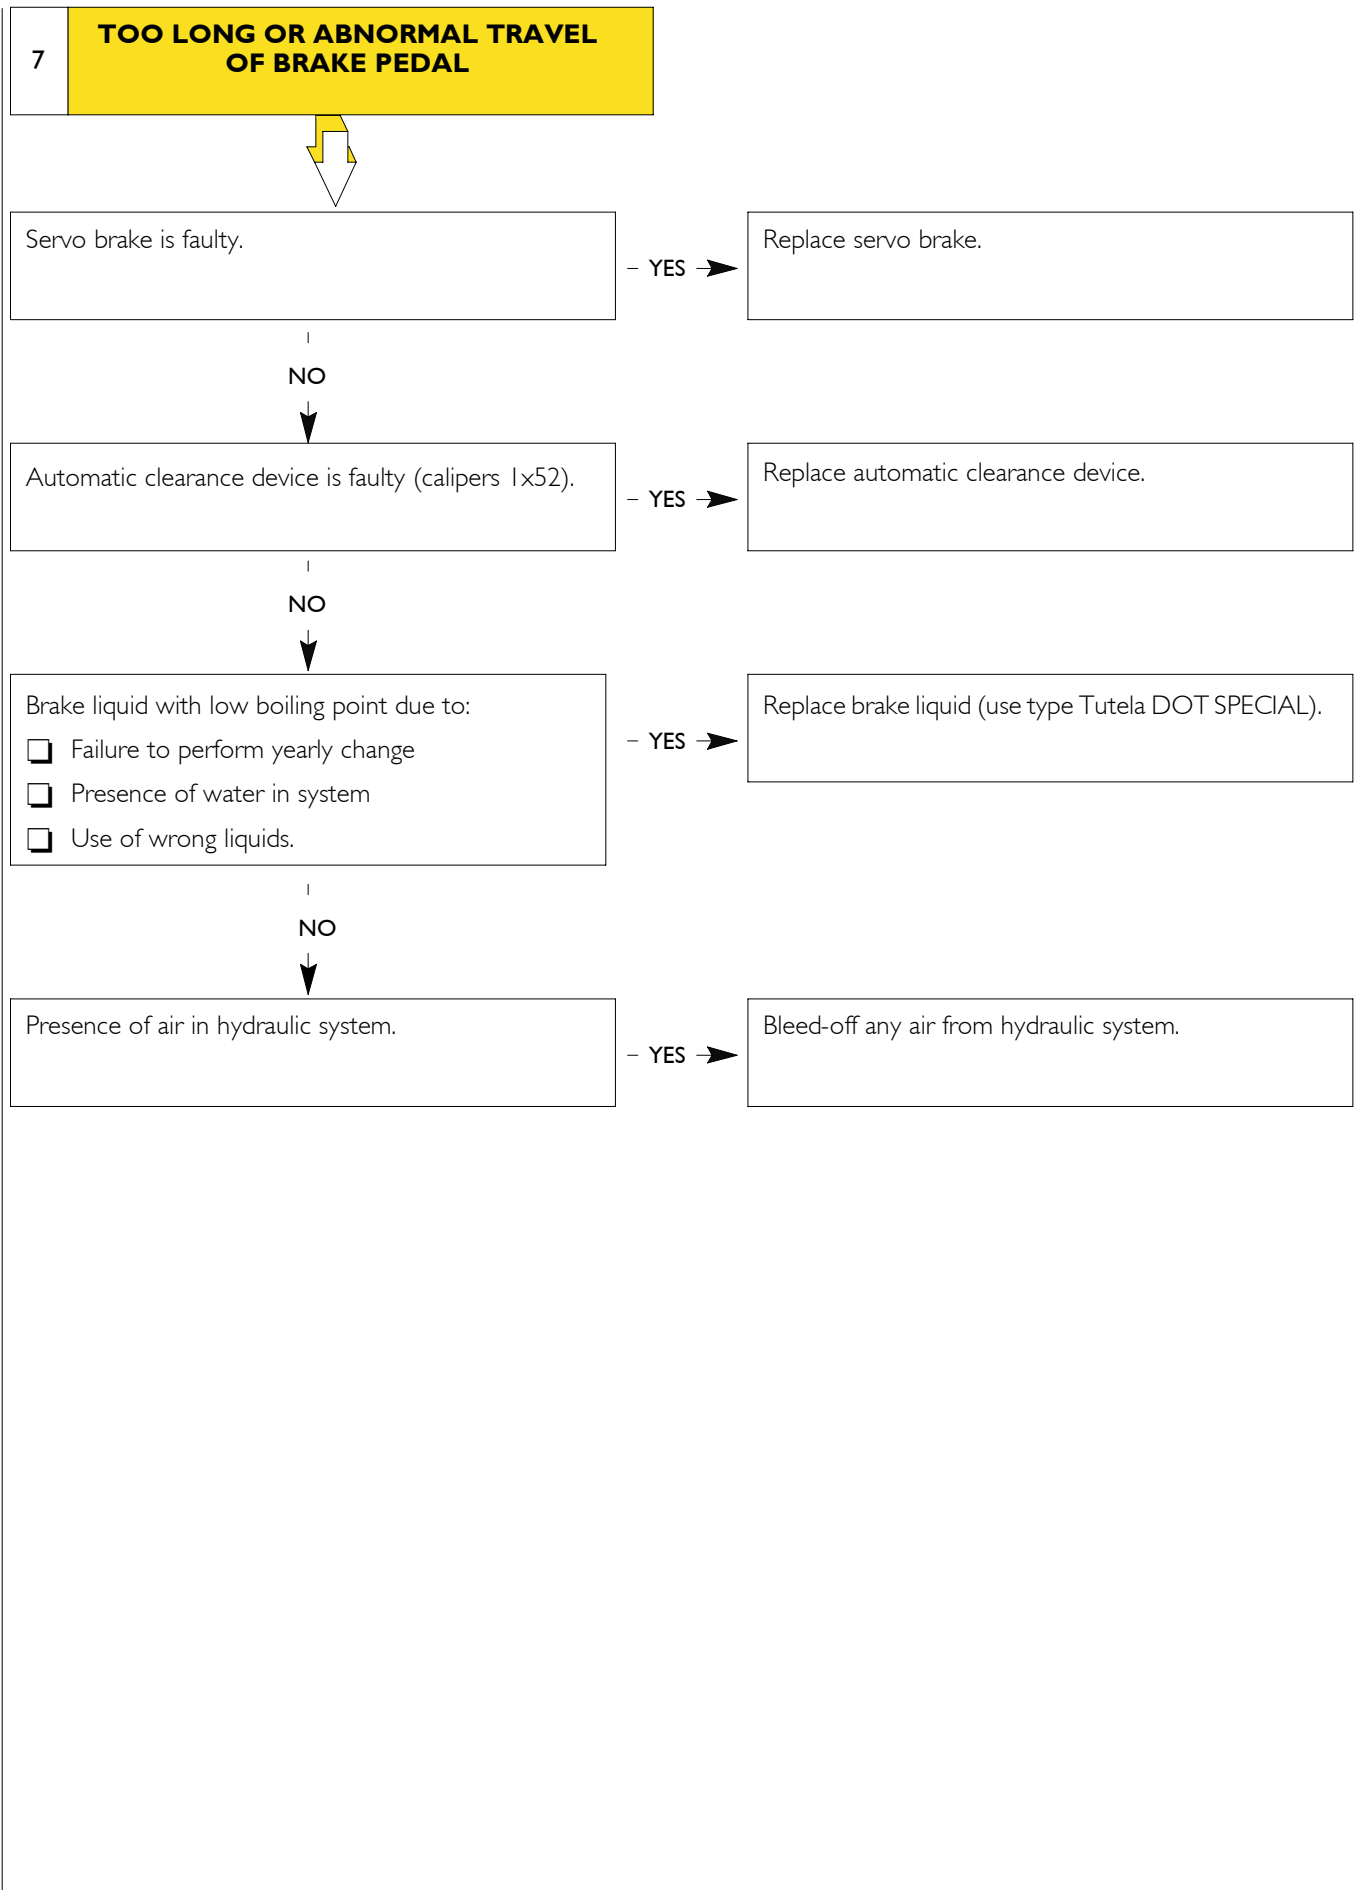 7
TOO LONG OR ABNORMAL TRAVEL
OF BRAKE PEDAL
Servo brake is faulty.
YES
Replace servo brake.
NO
Automatic clearance device is faulty (calipers 1x52).
YES
Replace automatic clearance device.
NO
Brake liquid with low boiling point due to:
❑ Failure to perform yearly change
❑ Presence of water in system
❑ Use of wrong liquids.
YES
Replace brake liquid (use type Tutela DOT SPECIAL).
NO
Presence of air in hydraulic system.
YES
Bleed-off any air from hydraulic system.